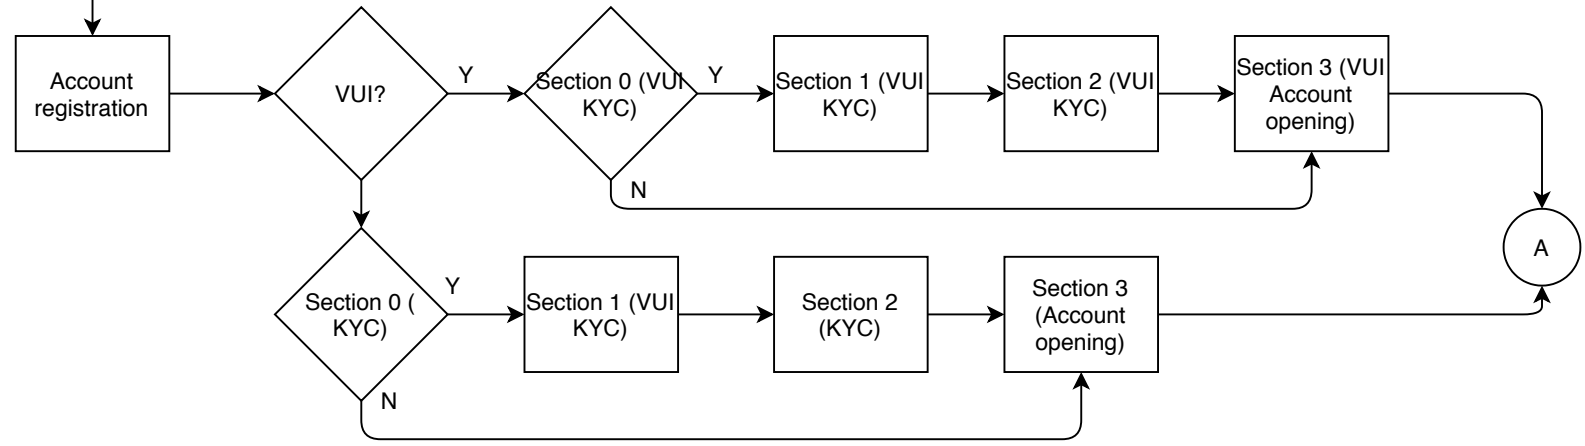 Account
registration
VUI?
Y
Section 0 (VUI
KYC)
Y
Section 1 (VUI
KYC)
Section 2 (VUI
KYC)
Section 3 (VUI
Account
opening)
N
A
Section 0 (
KYC)
Y
Section 1 (VUI
KYC)
Section 2
(KYC)
Section 3
(Account
opening)
N